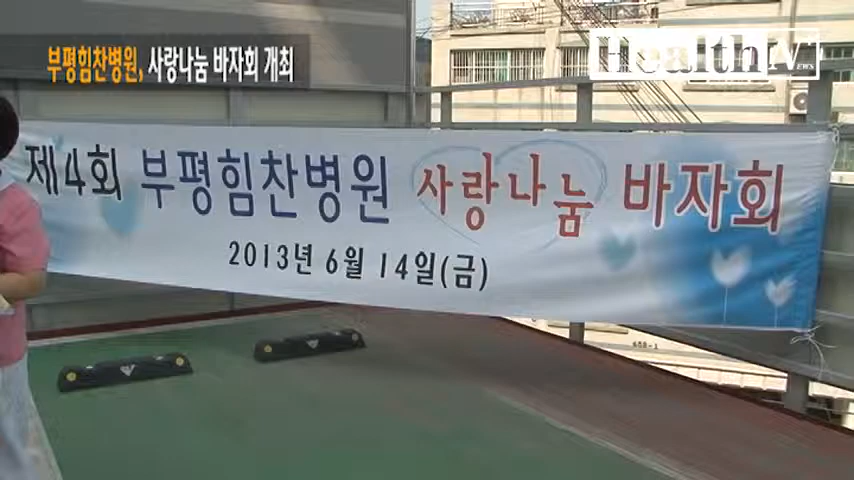 부평힘찬병원, 사랑나눔 바자회 개최
HealthTV+
NEWS
제4회 부평힘찬병원 사랑나눔 바자회
2013년 6월 14일(금)